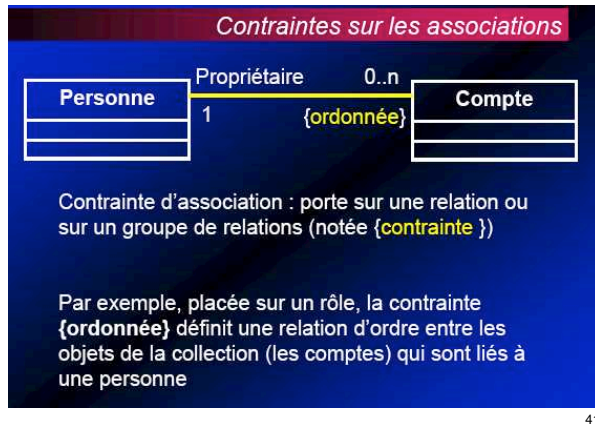 Contraintes sur les associations
Propriétaire 0..n
Personne Compte
1 {ordonnée}
Contrainte d'association : porte sur une relation ou
sur un groupe de relations (notée {contrainte })
Par exemple, placée sur un rôle, la contrainte
{ordonnée} définit une relation d'ordre entre les
objets de la collection (les comptes) qui sont liés à
une personne